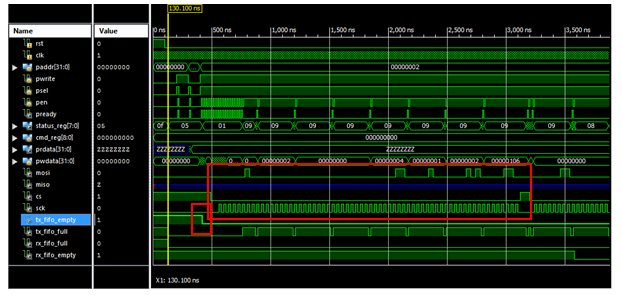 130.100 ns
Name
Value
0 ns
500 ns
1,000 ns
1,500 ns
2,000 ns
2,500 ns
3,000 ns
3,500 ns
rst 0
clk 1
paddr[31:0] 00000000 00000000 ... 00000002
pwrite 0
psel 0
pen 0
pready 0
status_reg[7:0] 05 0f 05 01 09 09 09 09 09 09 09 08
cmd_reg[8:0] 000000000 000000000
prdata[31:0] ZZZZZZZZ ZZZZZZZZ ZZZZZZZZ
pwdata[31:0] 00000000 00000000 0 0 00000002 00000000 00000004 00000001 00000002 00000106 00000000
mosi 0
miso Z
cs 1
sck 0
tx_fifo_empty 1
tx_fifo_full 0
rx_fifo_full 0
rx_fifo_empty 1
X1: 130.100 ns